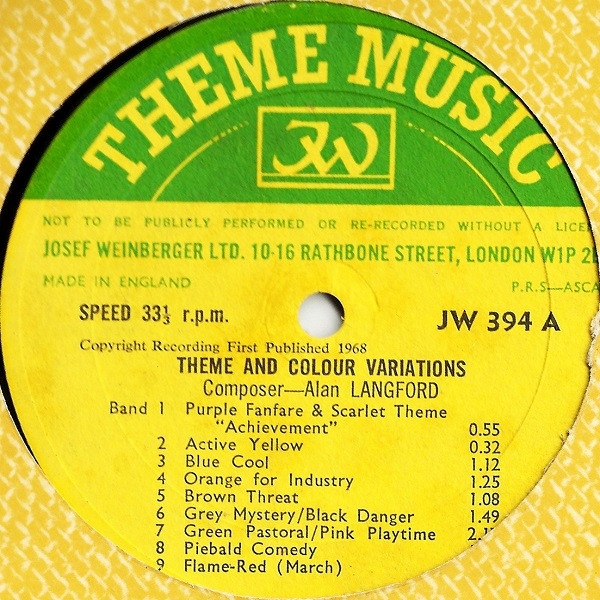 THEME MUSIC
JW
NOT TO BE PUBLICLY PERFORMED OR RE-RECORDED WITHOUT A
JOSEF WEINBERGER LTD. 10-16 RATHBONE STREET, LONDON W1P
MADE IN ENGLAND
P.R.S—ASCA
SPEED 33⅓ r.p.m.
JW 394 A
Copyright Recording First Published 1968
THEME AND COLOUR VARIATIONS
Composer—Alan LANGFORD
Band 1 Purple Fanfare & Scarlet Theme
"Achievement" 0.55
2 Active Yellow 0.32
3 Blue Cool 1.12
4 Orange for Industry 1.25
5 Brown Threat 1.08
6 Grey Mystery/Black Danger 1.49
7 Green Pastoral/Pink Playtime
8 Piebald Comedy
9 Flame-Red (March)